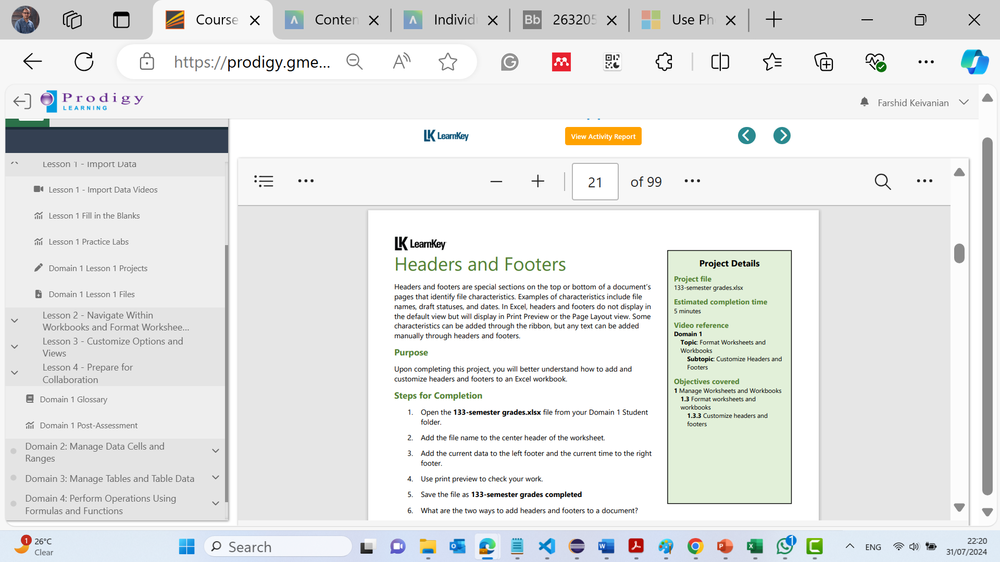 Course
Conten
Individ
Bb
263205
Use Ph
https://prodigy.gme...
Prodigy
LEARNING
Farshid Keivanian
LearnKey
View Activity Report
Lesson 1 - Import Data
Lesson 1 - Import Data Videos
Lesson 1 Fill in the Blanks
Lesson 1 Practice Labs
Domain 1 Lesson 1 Projects
Domain 1 Lesson 1 Files
Lesson 2 - Navigate Within
Workbooks and Format Workshee...
Lesson 3 - Customize Options and
Views
Lesson 4 - Prepare for
Collaboration
Domain 1 Glossary
Domain 1 Post-Assessment
Domain 2: Manage Data Cells and
Ranges
Domain 3: Manage Tables and Table Data
Domain 4: Perform Operations Using
Formulas and Functions
21 of 99
LearnKey
Headers and Footers
Headers and footers are special sections on the top or bottom of a document's
pages that identify file characteristics. Examples of characteristics include file
names, draft statuses, and dates. In Excel, headers and footers do not display in
the default view but will display in Print Preview or the Page Layout view. Some
characteristics can be added through the ribbon, but any text can be added
manually through headers and footers.
Purpose
Upon completing this project, you will better understand how to add and
customize headers and footers to an Excel workbook.
Steps for Completion
1. Open the 133-semester grades.xlsx file from your Domain 1 Student
folder.
2. Add the file name to the center header of the worksheet.
3. Add the current data to the left footer and the current time to the right
footer.
4. Use print preview to check your work.
5. Save the file as 133-semester grades completed
6. What are the two ways to add headers and footers to a document?
Project Details
Project file
133-semester grades.xlsx
Estimated completion time
5 minutes
Video reference
Domain 1
Topic: Format Worksheets and
Workbooks
Subtopic: Customize Headers and
Footers
Objectives covered
1 Manage Worksheets and Workbooks
1.3 Format worksheets and
workbooks
1.3.3 Customize headers and
footers
1
26°C
Clear
Search
1
ENG
22:20
31/07/2024